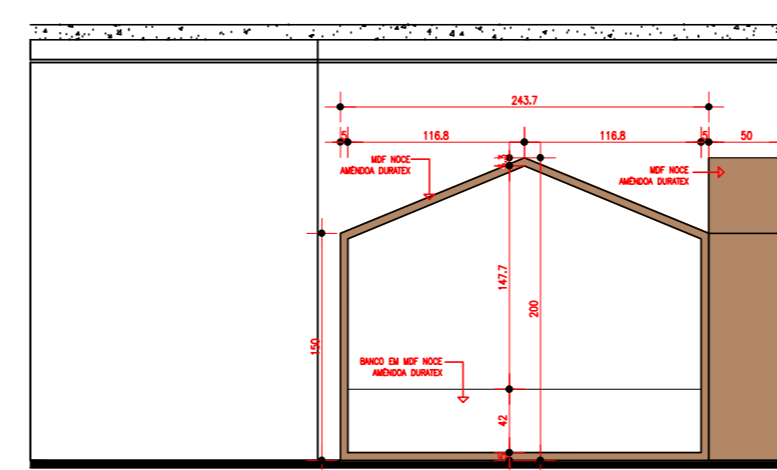 243.7
5
116.8
116.8
5
50
MDF NOCE
AMÊNDOA DURATEX
MDF NOCE
AMÊNDOA DURATEX
147.7
200
150
BANCO EM MDF NOCE
AMÊNDOA DURATEX
42
5